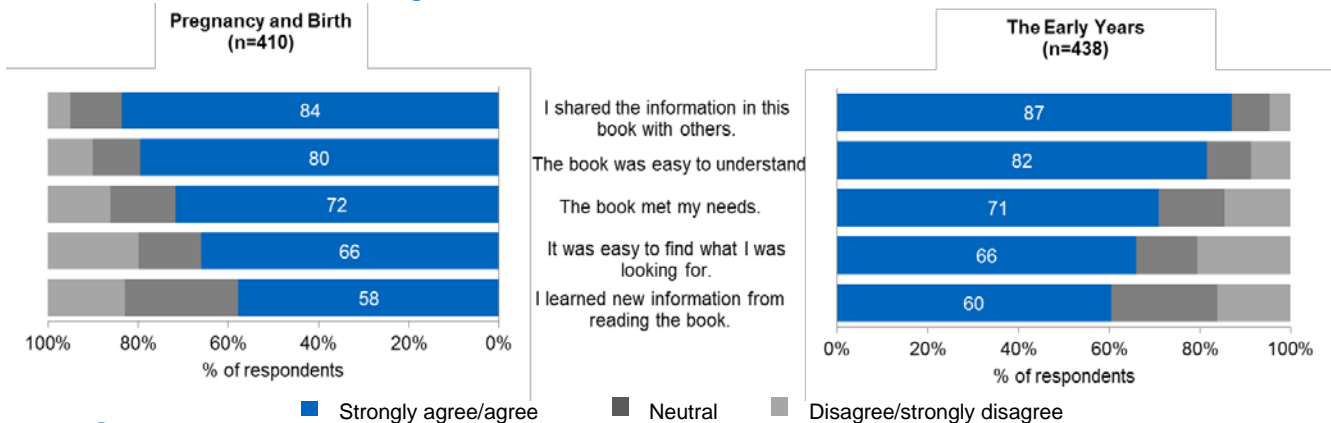 Pregnancy and Birth
(n=410)
The Early Years
(n=438)
84
I shared the information in this
book with others.
87
80
The book was easy to understand
82
72
The book met my needs.
71
66
It was easy to find what I was
looking for.
66
58
I learned new information from
reading the book.
60
100% 80% 60% 40% 20% 0%
0% 20% 40% 60% 80% 100%
% of respondents
% of respondents
Strongly agree/agree Neutral Disagree/strongly disagree